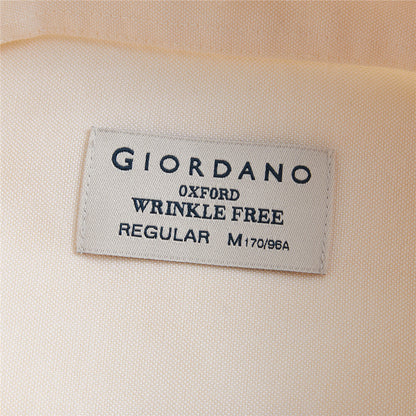 GIORDANO
OXFORD
WRINKLE FREE
REGULAR M170/96A